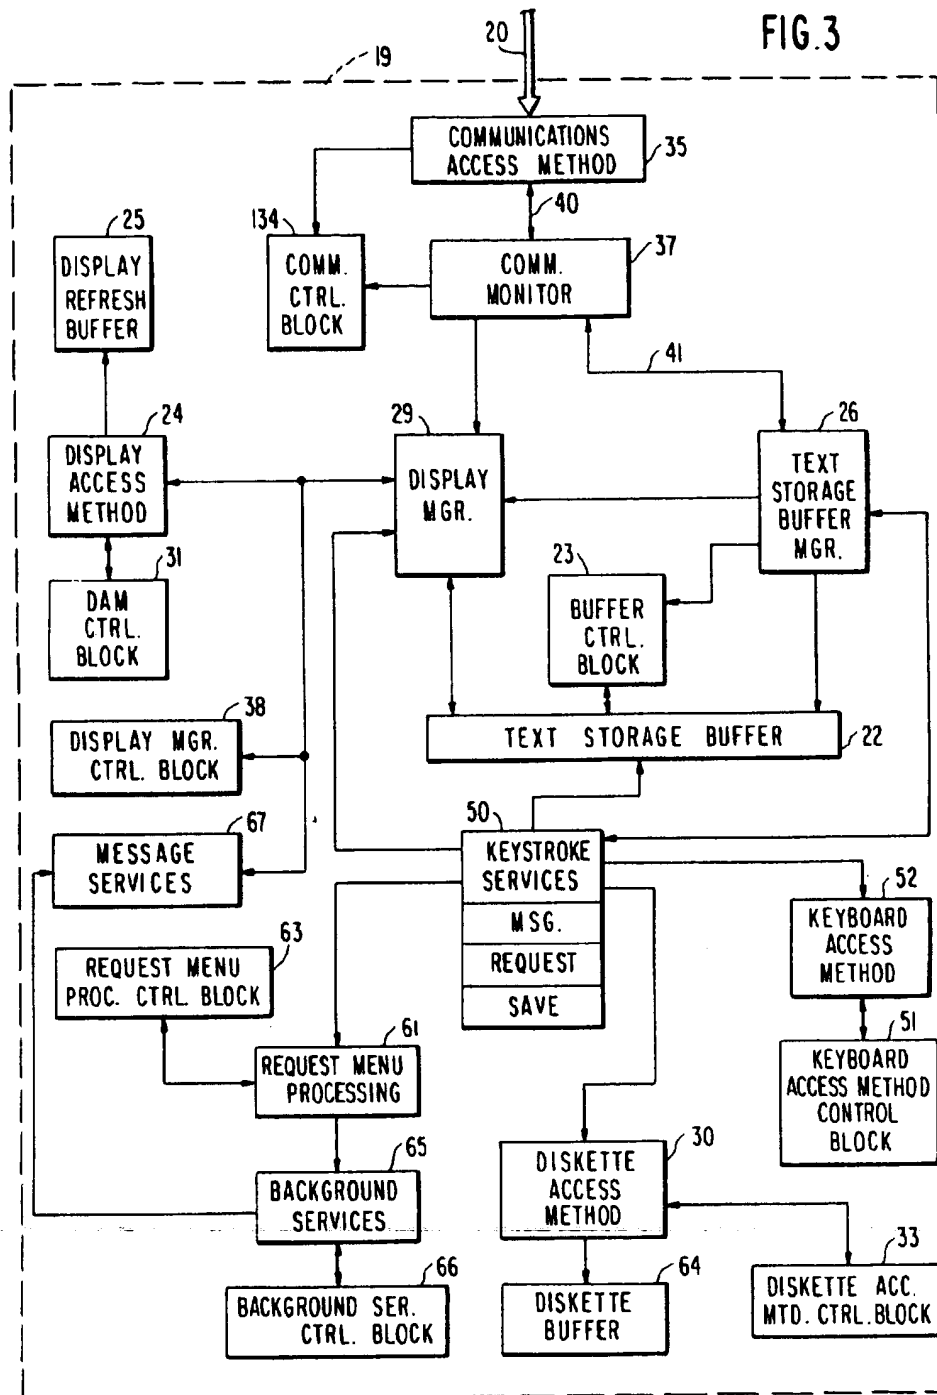 FIG.3
20
19
COMMUNICATIONS
ACCESS METHOD
35
40
25
134
37
DISPLAY
REFRESH
BUFFER
COMM.
CTRL.
BLOCK
COMM.
MONITOR
41
24
29
26
DISPLAY
ACCESS
METHOD
DISPLAY
MGR.
TEXT
STORAGE
BUFFER
MGR.
31
23
DAM
CTRL.
BLOCK
BUFFER
CTRL.
BLOCK
38
DISPLAY MGR.
CTRL. BLOCK
TEXT STORAGE BUFFER
22
67
50
MESSAGE
SERVICES
KEYSTROKE
SERVICES
MSG.
REQUEST
SAVE
52
KEYBOARD
ACCESS
METHOD
63
REQUEST MENU
PROC. CTRL. BLOCK
51
KEYBOARD
ACCESS METHOD
CONTROL
BLOCK
61
REQUEST MENU
PROCESSING
65
30
BACKGROUND
SERVICES
DISKETTE
ACCESS
METHOD
66
64
33
BACKGROUND SER.
CTRL. BLOCK
DISKETTE
BUFFER
DISKETTE ACC.
MTD. CTRL.BLOCK